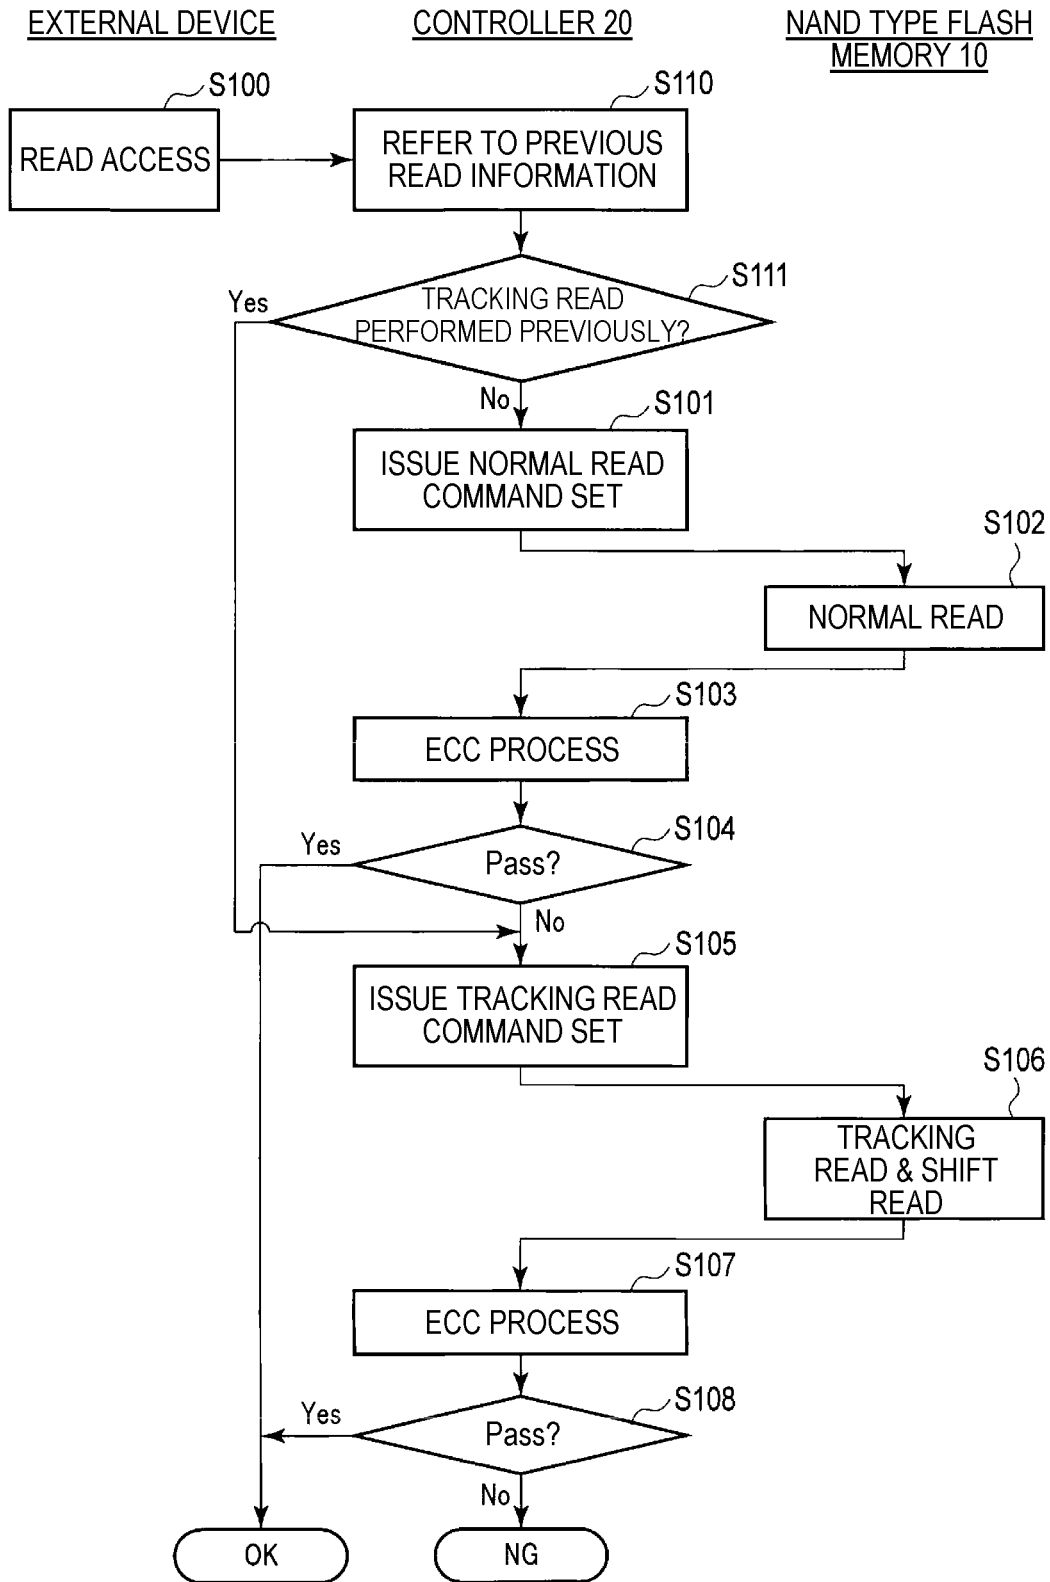 EXTERNAL DEVICE
CONTROLLER 20
NAND TYPE FLASH
MEMORY 10
S100
READ ACCESS
S110
REFER TO PREVIOUS
READ INFORMATION
S111
TRACKING READ
PERFORMED PREVIOUSLY?
Yes
No
S101
ISSUE NORMAL READ
COMMAND SET
S102
NORMAL READ
S103
ECC PROCESS
S104
Pass?
Yes
No
S105
ISSUE TRACKING READ
COMMAND SET
S106
TRACKING
READ & SHIFT
READ
S107
ECC PROCESS
S108
Pass?
Yes
No
OK
NG